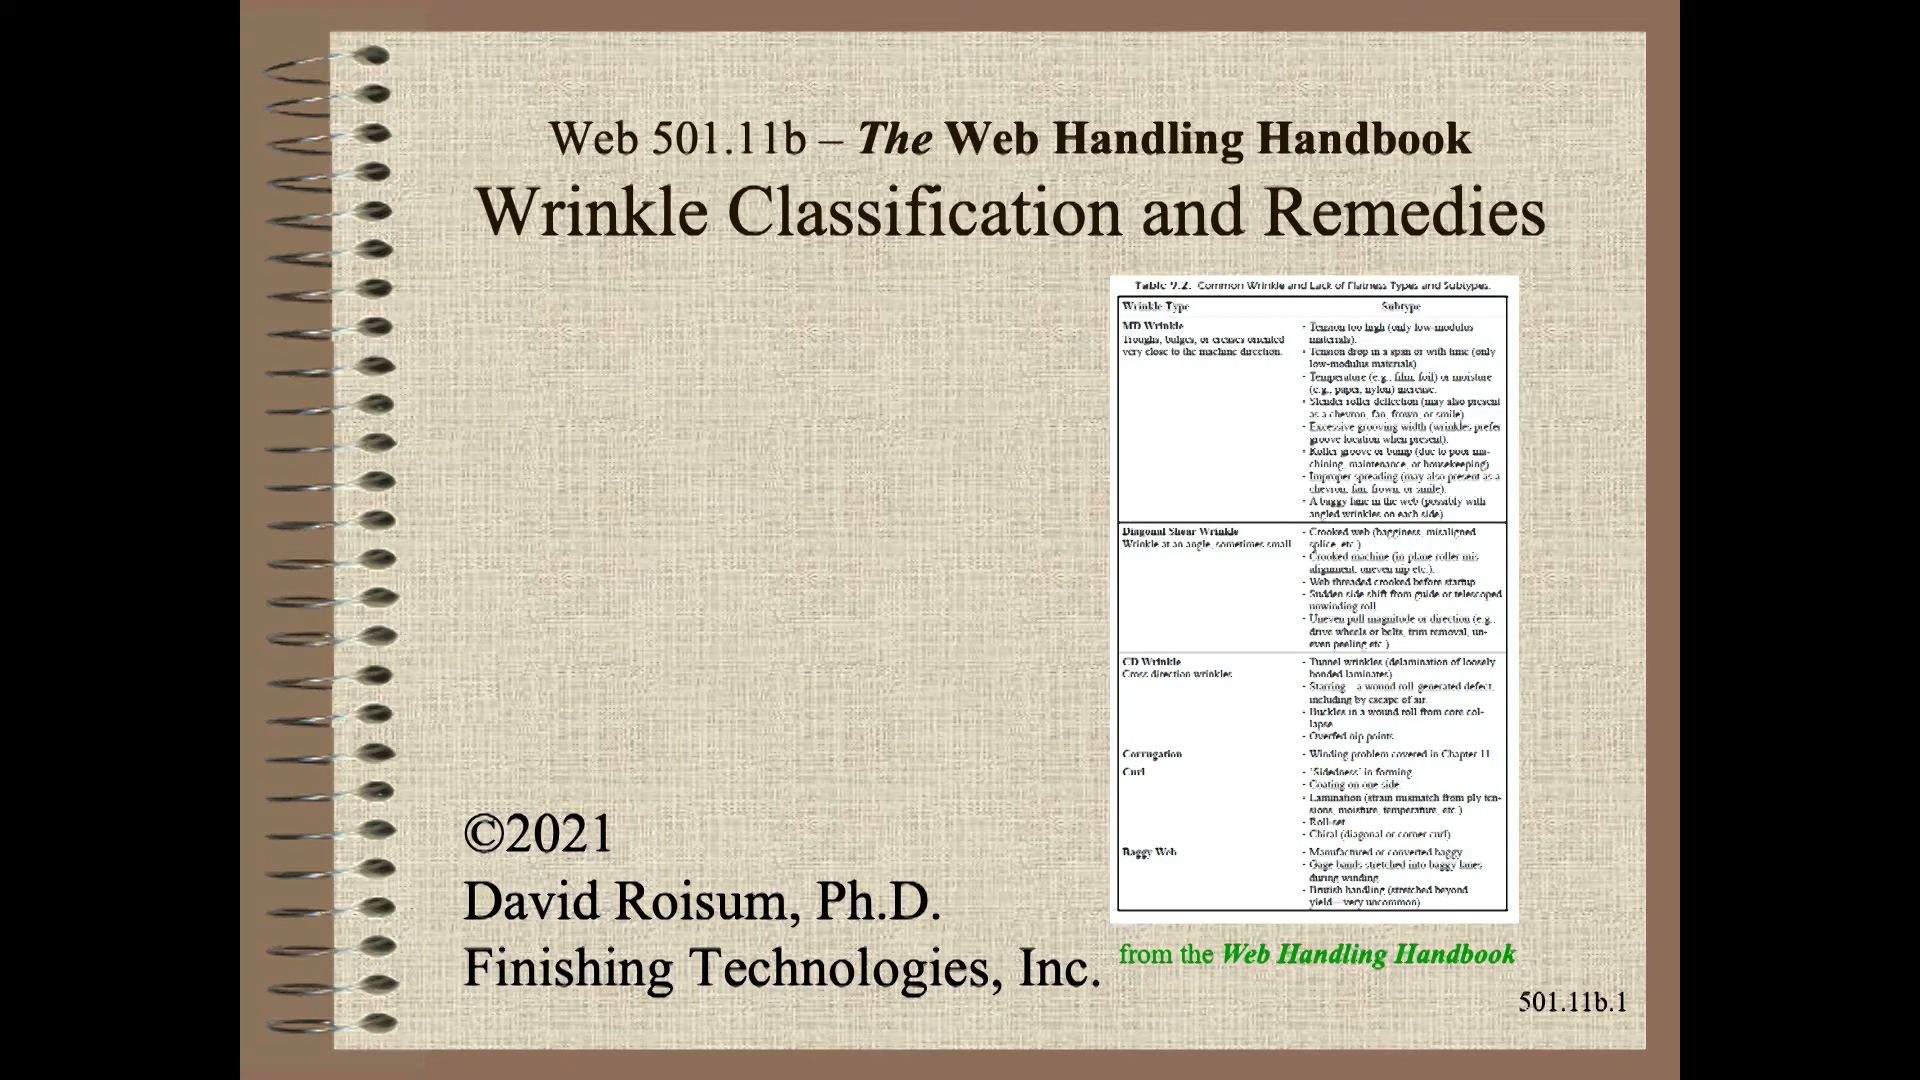 Web 501.11b – The Web Handling Handbook
Wrinkle Classification and Remedies
Table 9.2. Common Wrinkle and Lack of Flatness Types and Subtypes.
Wrinkle Type Subtype
MD Wrinkle
Troughs, bulges, or creases oriented
very close to the machine direction.
- Tension too high (only low-modulus
materials).
- Tension drop in a span or with time (only
low-modulus materials)
- Temperature (e.g., film, foil) or moisture
(e.g., paper, nylon) increase.
- Slender roller deflection (may also present
as a chevron, fan, frown, or smile)
- Excessive grooving width (wrinkles prefer
groove location when present).
- Roller groove or bump (due to poor ma-
chining, maintenance, or housekeeping)
- Improper spreading (may also present as a
chevron, fan, frown, or smile).
- A baggy lane in the web (possibly with
angled wrinkles on each side)
Diagonal Shear Wrinkle
Wrinkle at an angle, sometimes small
- Crooked web (bagginess, misaligned
splice, etc.)
- Crooked machine (in plane roller mis
alignment, uneven nip etc.).
- Web threaded crooked before startup
- Sudden side shift from guide or telescoped
unwinding roll
- Uneven pull magnitude or direction (e.g.,
drive wheels or belts, trim removal, un-
even peeling etc.)
CD Wrinkle
Cross direction wrinkles
- Tunnel wrinkles (delamination of loosely
bonded laminates)
- Starring – a wound roll generated defect,
including by escape of air.
- Buckles in a wound roll from core col-
lapse
- Overfed nip points
Corrugation - Winding problem covered in Chapter 11
Curl - 'Sidedness' in forming
- Coating on one side
- Lamination (strain mismatch from ply ten-
sions, moisture, temperature, etc.)
- Roll-set
- Chiral (diagonal or corner curl)
Baggy Web - Manufactured or converted baggy
- Gage bands stretched into baggy lanes
during winding
- Brutish handling (stretched beyond
yield—very uncommon)
©2021
David Roisum, Ph.D.
Finishing Technologies, Inc.
from the Web Handling Handbook
501.11b.1